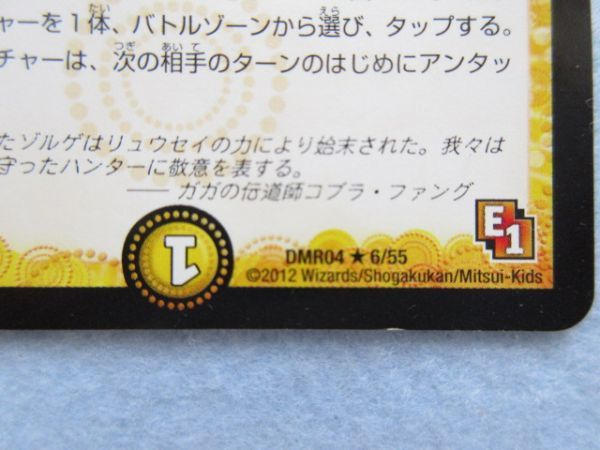 ャーを1体、バトルゾーンから選び、タップする。
チャーは、次の相手のターンのはじめにアンタッ
たゾルゲはリュウセイの力により始末された。我々は
守ったハンターに敬意を表する。
── ガガの伝道師コブラ・ファング
E1
1
DMR04 ★ 6/55
©2012 Wizards/Shogakukan/Mitsui-Kids